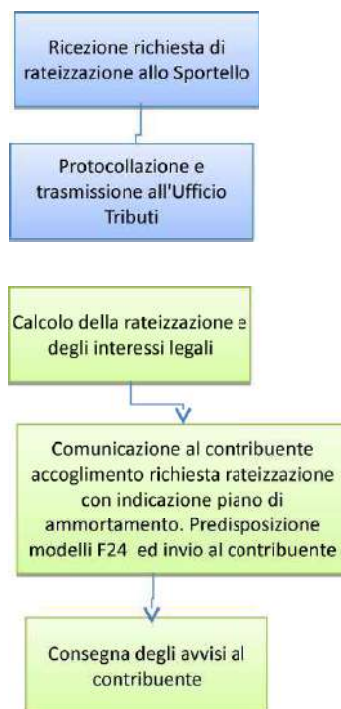 Ricezione richiesta di
rateizzazione allo Sportello
Protocollazione e
trasmissione all'Ufficio
Tributi
Calcolo della rateizzazione e
degli interessi legali
Comunicazione al contribuente
accoglimento richiesta rateizzazione
con indicazione piano di
ammortamento. Predisposizione
modelli F24 ed invio al contribuente
Consegna degli avvisi al
contribuente